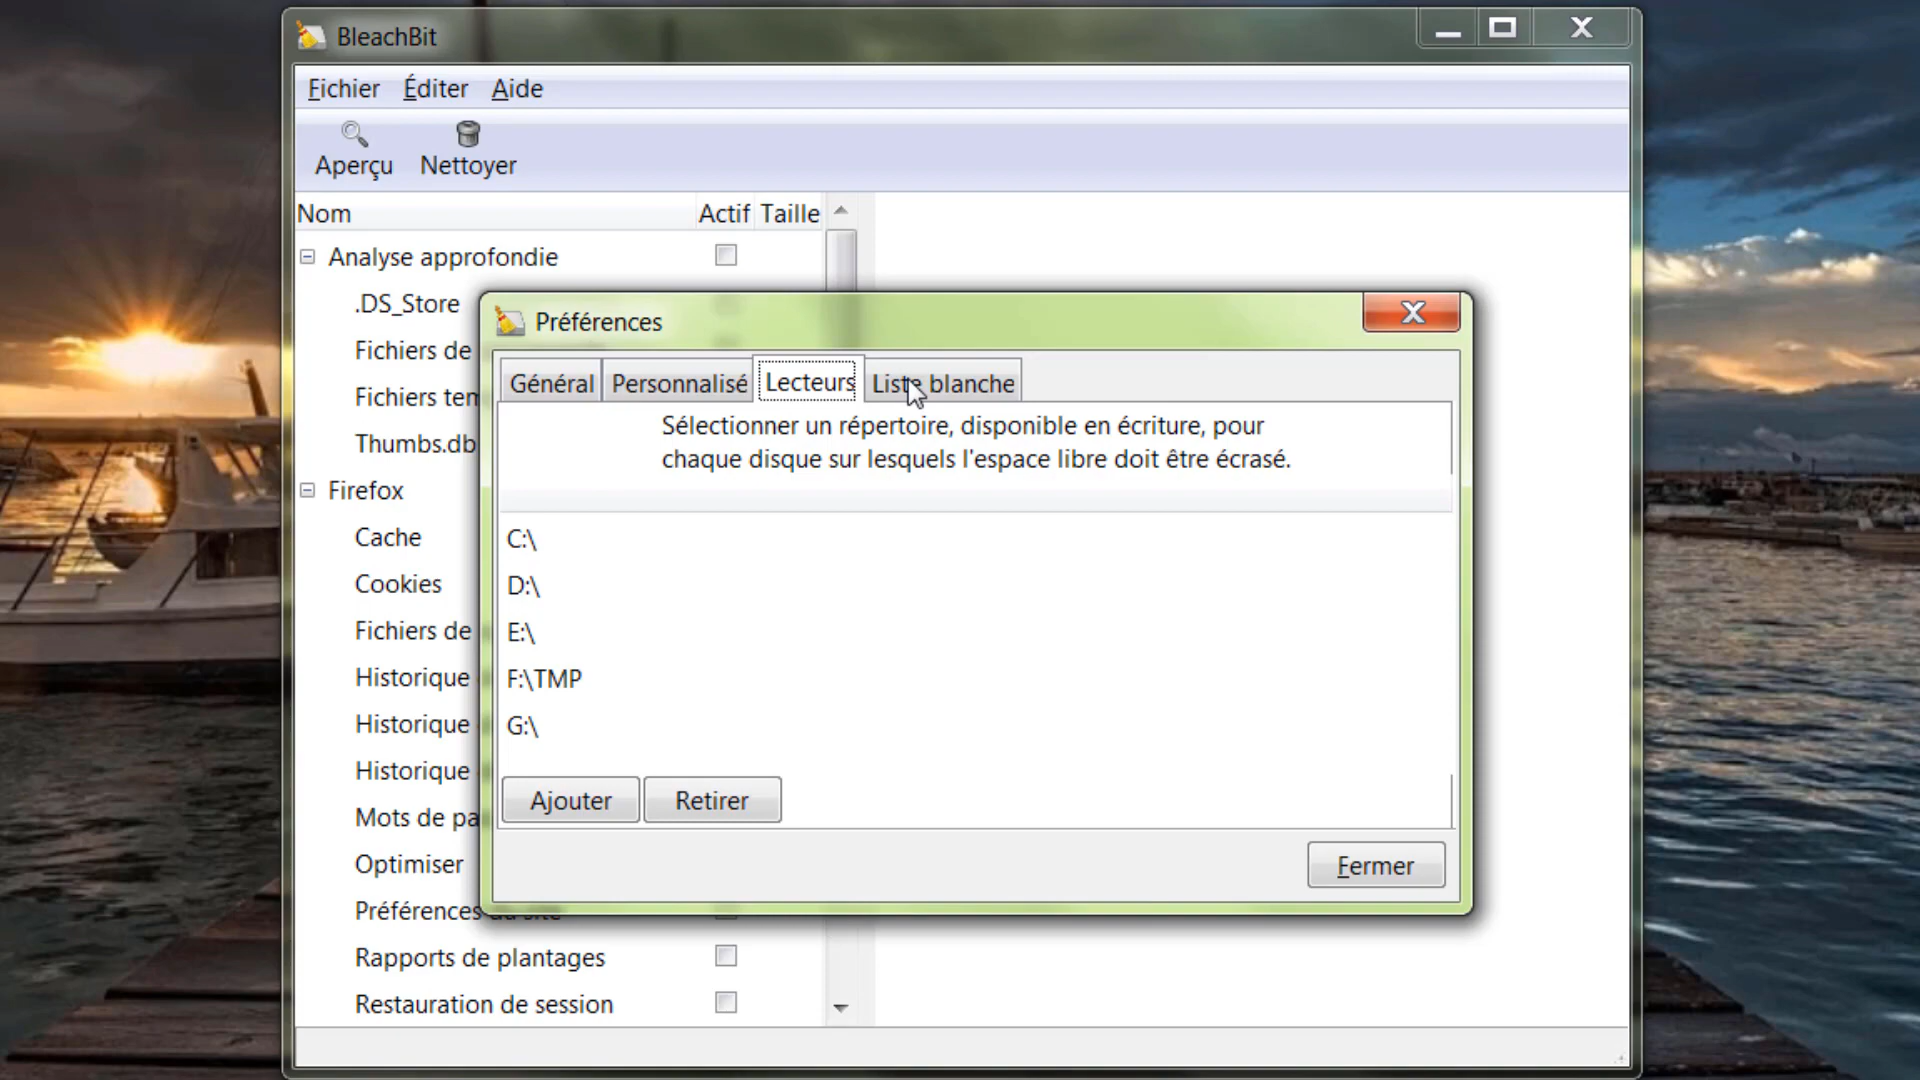 BleachBit
Fichier Éditer Aide
Aperçu Nettoyer
Nom Actif Taille
Analyse approfondie
.DS_Store
Fichiers de
Fichiers tem
Thumbs.db
Firefox
Cache
Cookies
Fichiers de
Historique
Historique
Historique
Mots de pa
Optimiser
Préférences du site
Rapports de plantages
Restauration de session
Préférences
Général Personnalisé Lecteurs Liste blanche
Sélectionner un répertoire, disponible en écriture, pour
chaque disque sur lesquels l'espace libre doit être écrasé.
C:\
D:\
E:\
F:\TMP
G:\
Ajouter Retirer
Fermer